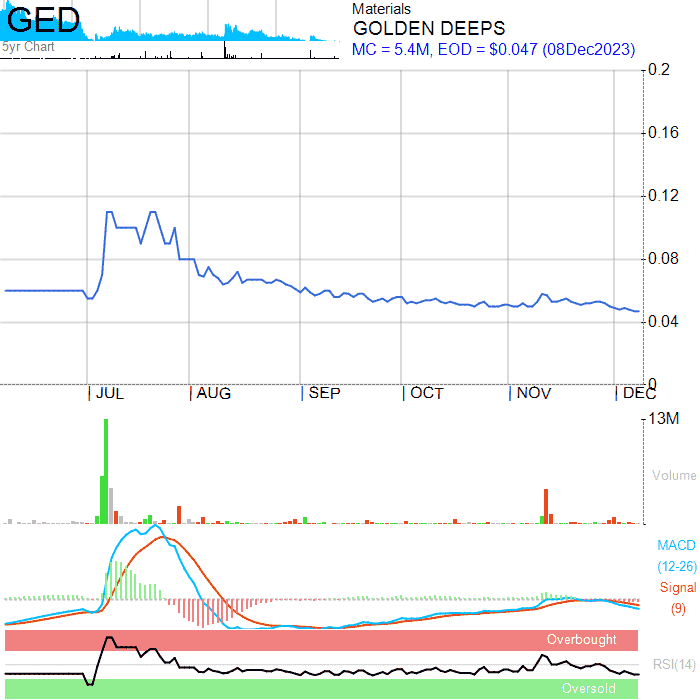 GED
5yr Chart
Materials
GOLDEN DEEPS
MC = 5.4M, EOD = $0.047 (08Dec2023)
0.2
0.16
0.12
0.08
0.04
0
JUL AUG SEP OCT NOV DEC
13M
Volume
MACD
(12-26)
Signal
(9)
Overbought
RSI(14)
Oversold